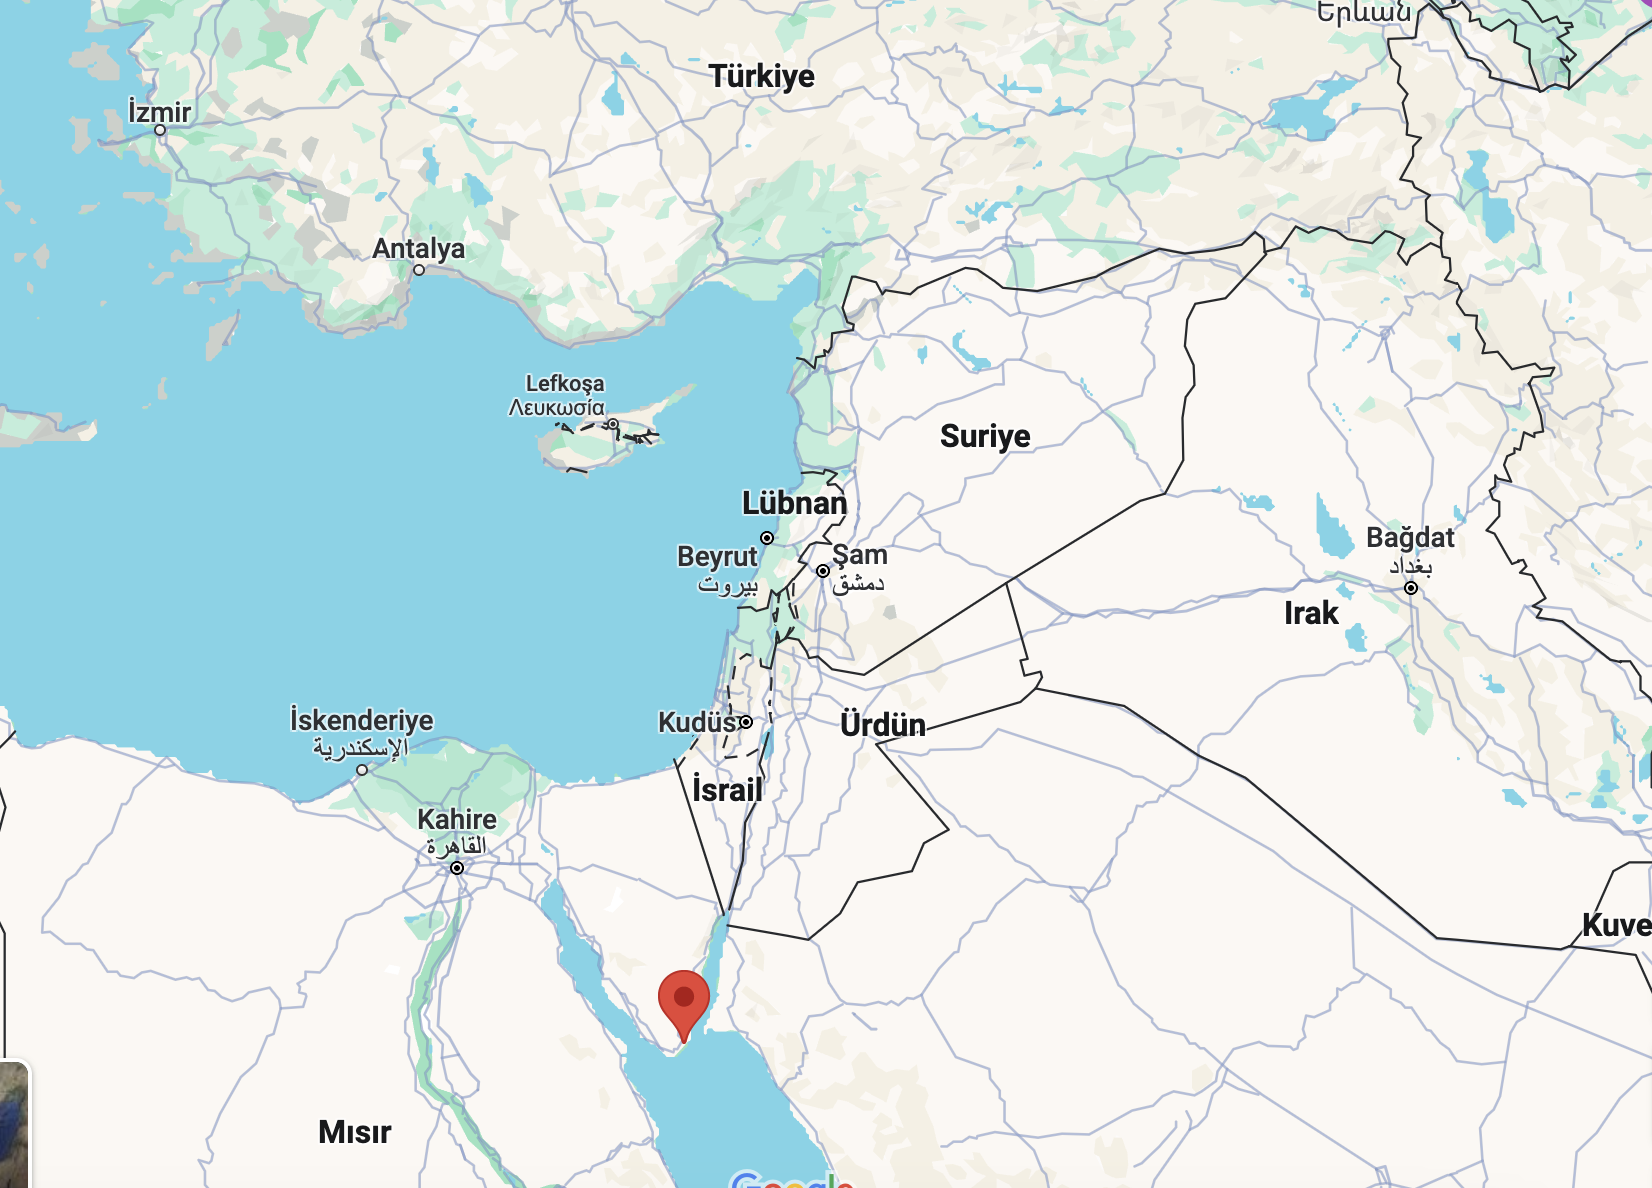 Երևան
Türkiye
İzmir
Antalya
Lefkoşa
Λευκωσία
Suriye
Lübnan
Beyrut
بيروت
Şam
دمشق
Bağdat
بغداد
Irak
Kudüs
Ürdün
İskenderiye
الإسكندرية
İsrail
Kahire
القاهرة
Kuve
Mısır
Google